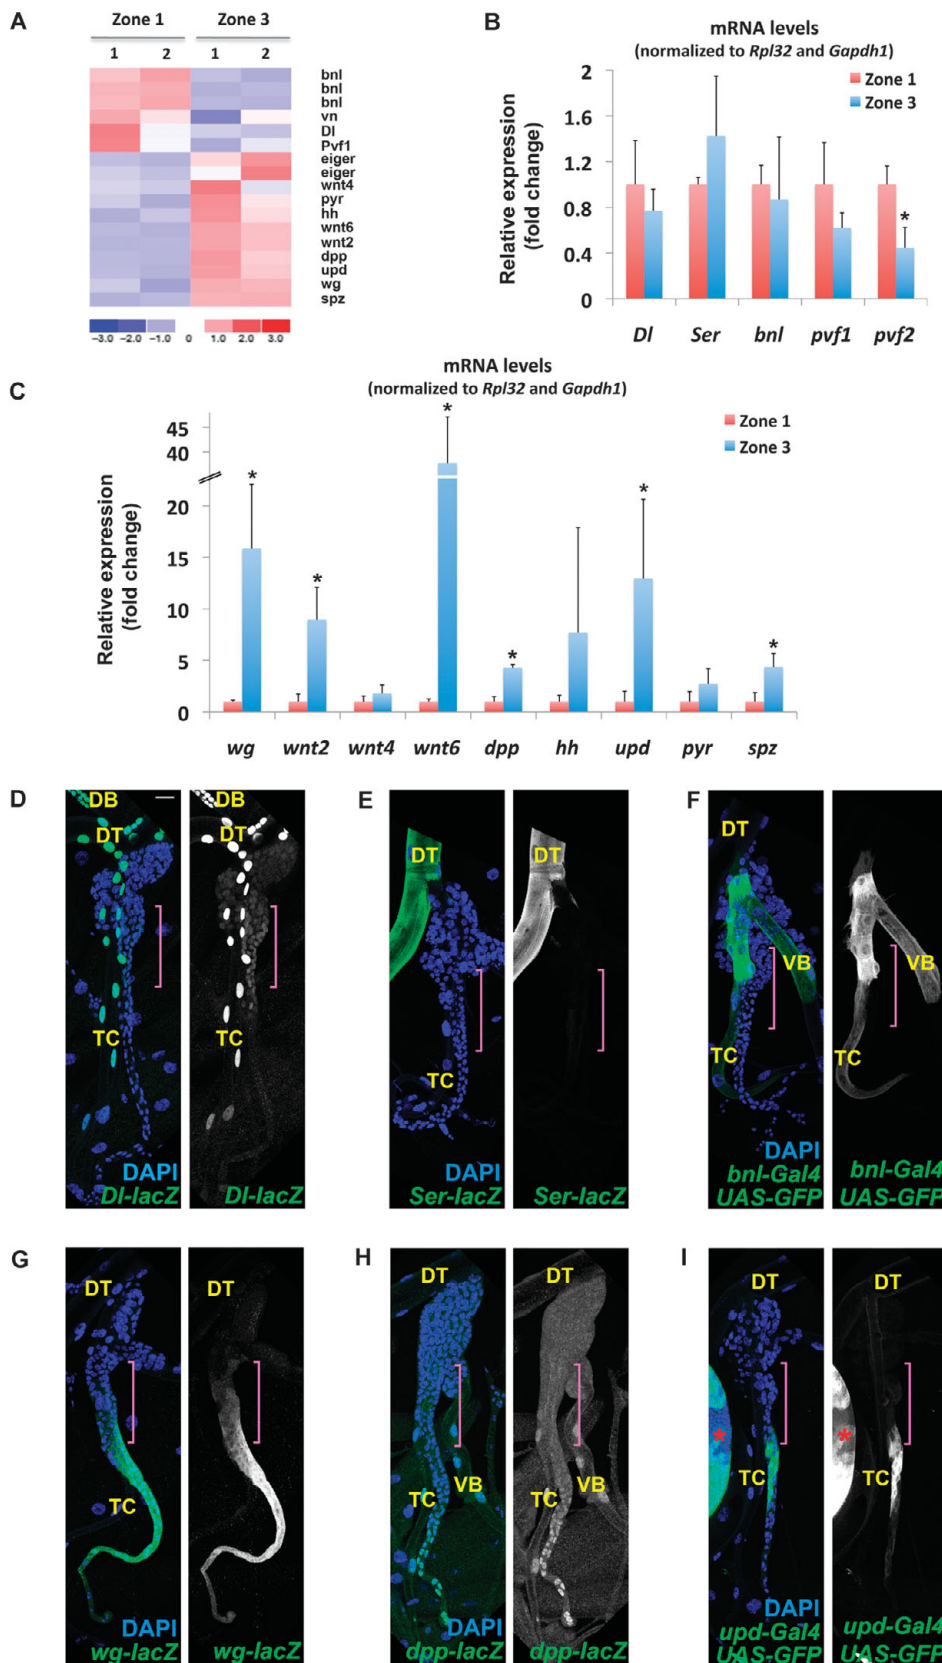 A
Zone 1 Zone 3
1 2 1 2
bnl
bnl
bnl
vn
Dl
Pvf1
eiger
eiger
wnt4
pyr
hh
wnt6
wnt2
dpp
upd
wg
spz
−3.0 −2.0 −1.0 0 1.0 2.0 3.0
B
mRNA levels
(normalized to Rpl32 and Gapdh1)
Relative expression
(fold change)
2
1.6
1.2
0.8
0.4
0
Zone 1
Zone 3
*
Dl Ser bnl pvf1 pvf2
C
mRNA levels
(normalized to Rpl32 and Gapdh1)
Relative expression
(fold change)
45
40
20
15
10
5
0
Zone 1
Zone 3
* * * * * *
wg wnt2 wnt4 wnt6 dpp hh upd pyr spz
D
DB DB
DT DT
TC TC
DAPI
Dl-lacZ Dl-lacZ
E
DT DT
TC
DAPI
Ser-lacZ Ser-lacZ
F
DT
VB VB
TC TC
DAPI
bnl-Gal4 bnl-Gal4
UAS-GFP UAS-GFP
G
DT DT
TC
DAPI
wg-lacZ wg-lacZ
H
DT DT
VB VB
TC TC
DAPI
dpp-lacZ dpp-lacZ
I
DT DT
* *
TC TC
DAPI
upd-Gal4 upd-Gal4
UAS-GFP UAS-GFP